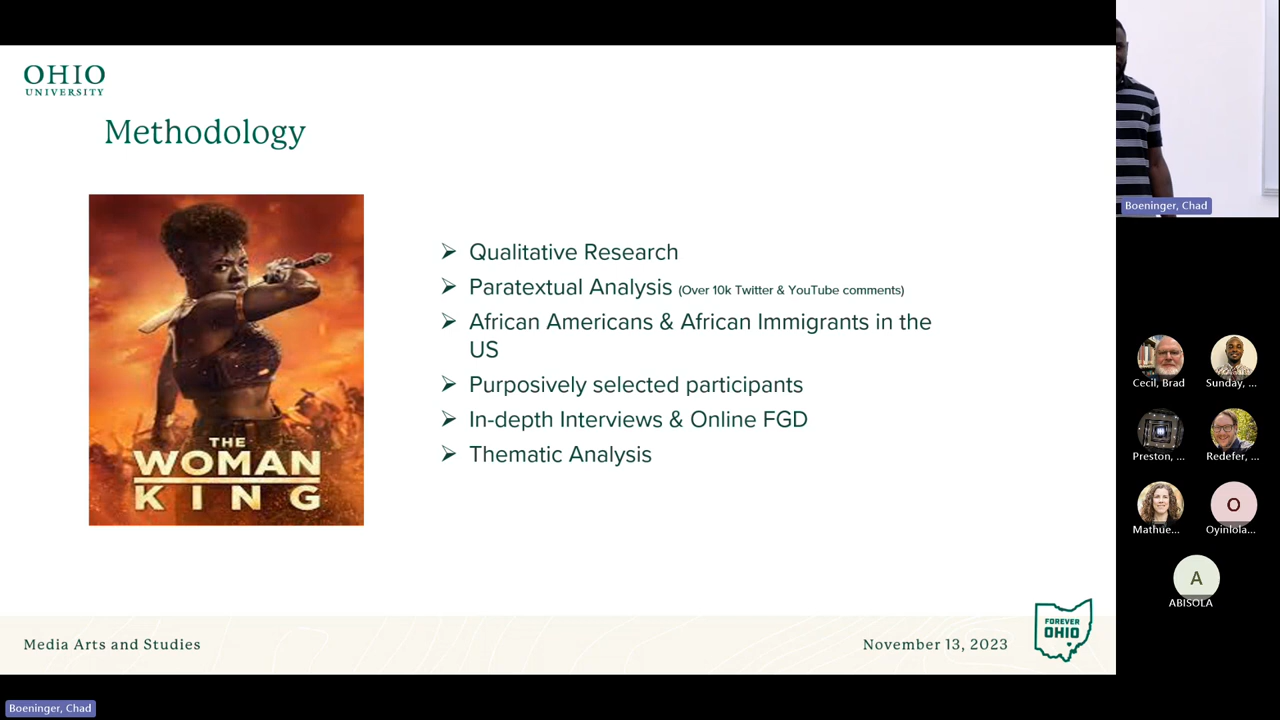 OHIO
UNIVERSITY
Methodology
THE
WOMAN
KING
➢ Qualitative Research
➢ Paratextual Analysis (Over 10k Twitter & YouTube comments)
➢ African Americans & African Immigrants in the
US
➢ Purposively selected participants
➢ In-depth Interviews & Online FGD
➢ Thematic Analysis
Media Arts and Studies
November 13, 2023
FOREVER
OHIO
Boeninger, Chad
Boeninger, Chad
Cecil, Brad
Sunday, ...
Preston, ...
Redefer, ...
Mathue...
O
Oyinlola...
A
ABISOLA